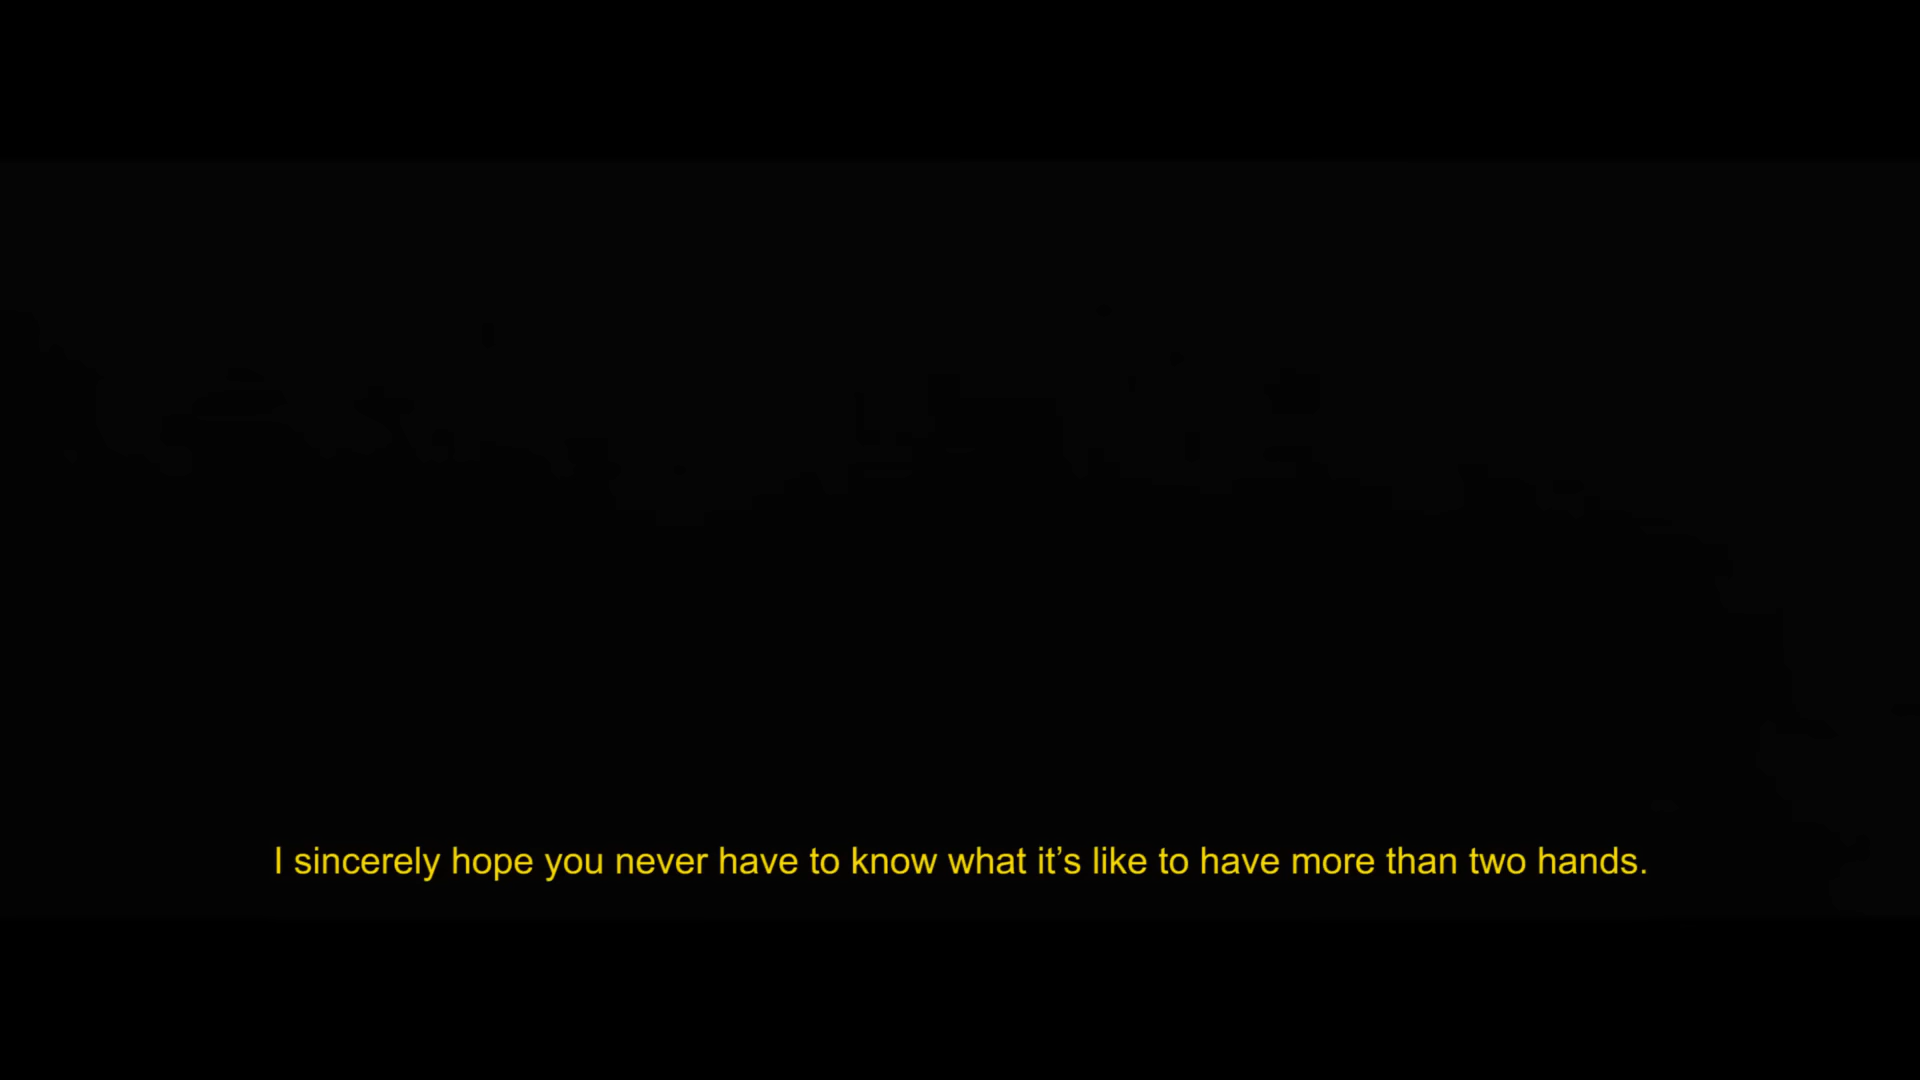 I sincerely hope you never have to know what it’s like to have more than two hands.